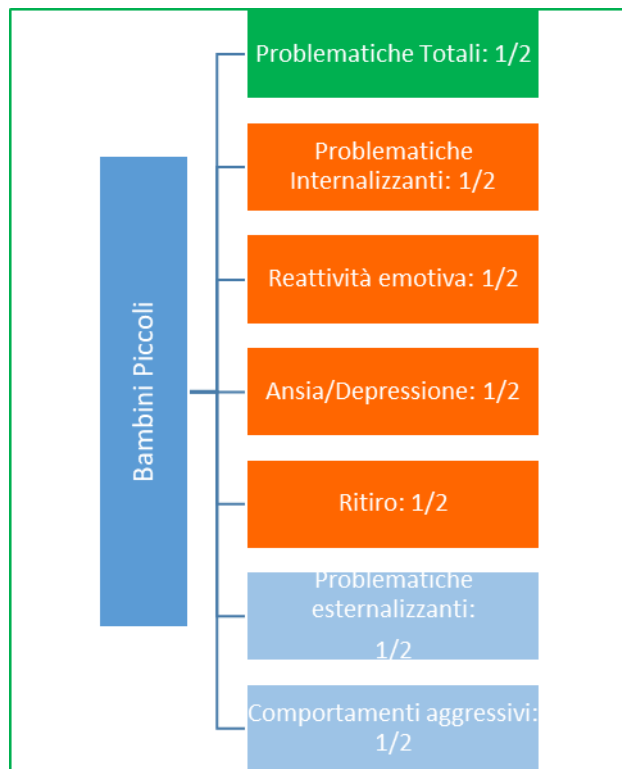 Bambini Piccoli
Problematiche Totali: 1/2
Problematiche
Internalizzanti: 1/2
Reattività emotiva: 1/2
Ansia/Depressione: 1/2
Ritiro: 1/2
Problematiche
esternalizzanti:
1/2
Comportamenti aggressivi:
1/2